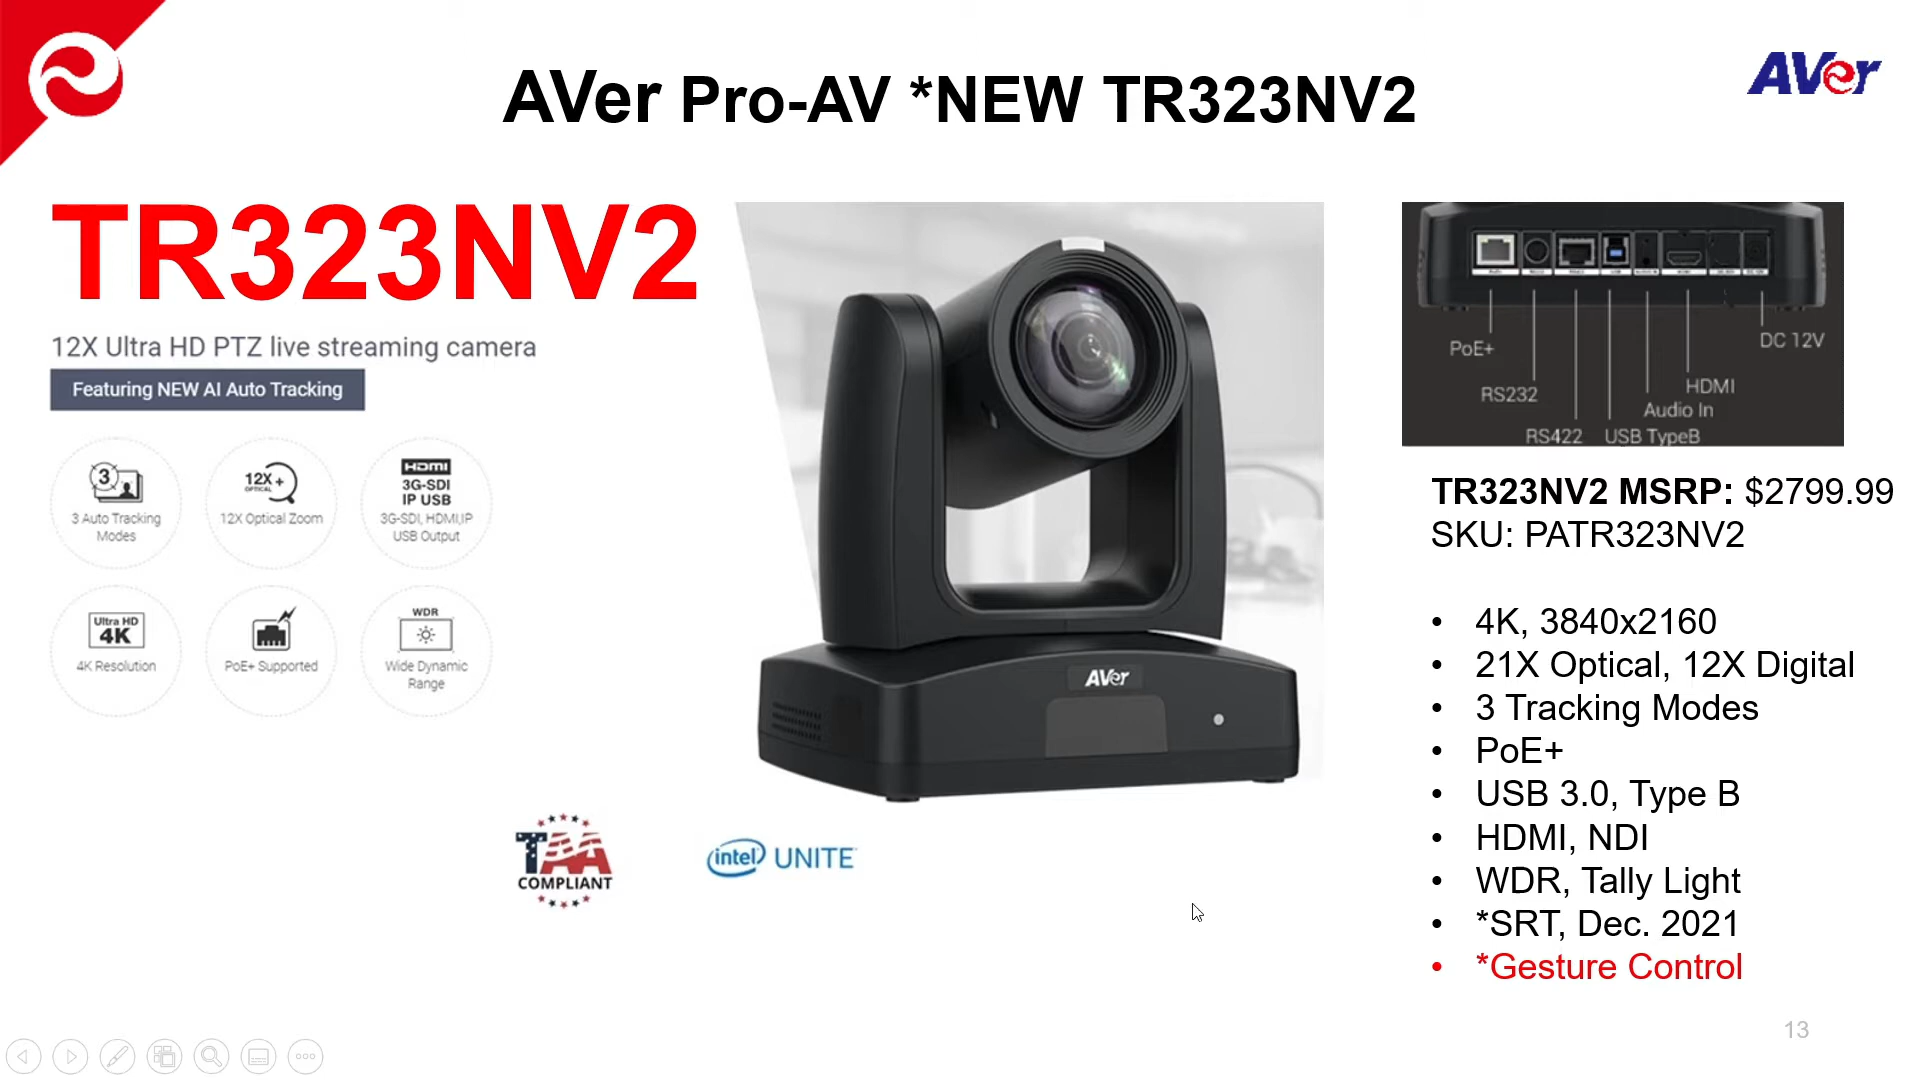 AVer Pro-AV *NEW TR323NV2
AVer
TR323NV2
12X Ultra HD PTZ live streaming camera
Featuring NEW AI Auto Tracking
3
3 Auto Tracking
Modes
12X+
OPTICAL
12X Optical Zoom
HDMI
3G-SDI
IP USB
3G-SDI, HDMI,IP
USB Output
Ultra HD
4K
4K Resolution
PoE+ Supported
WDR
Wide Dynamic
Range
TAA
COMPLIANT
intel UNITE
AVer
PoE+
RS232
RS422
USB TypeB
Audio In
HDMI
DC 12V
TR323NV2 MSRP: $2799.99
SKU: PATR323NV2
• 4K, 3840x2160
• 21X Optical, 12X Digital
• 3 Tracking Modes
• PoE+
• USB 3.0, Type B
• HDMI, NDI
• WDR, Tally Light
• *SRT, Dec. 2021
• *Gesture Control
13